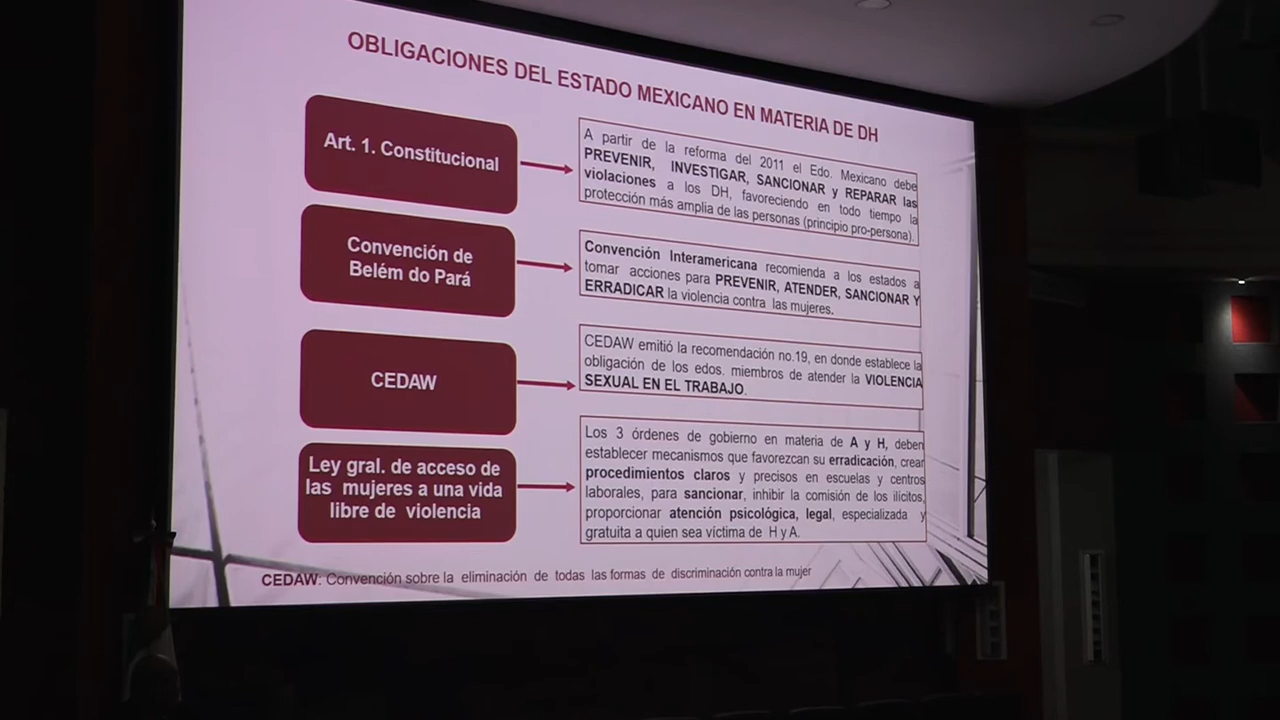 OBLIGACIONES DEL ESTADO MEXICANO EN MATERIA DE DH
Art. 1. Constitucional
A partir de la reforma del 2011 el Edo. Mexicano debe
PREVENIR, INVESTIGAR, SANCIONAR y REPARAR las
violaciones a los DH, favoreciendo en todo tiempo la
protección más amplia de las personas (principio pro-persona).
Convención de
Belém do Pará
Convención Interamericana recomienda a los estados a
tomar acciones para PREVENIR, ATENDER, SANCIONAR Y
ERRADICAR la violencia contra las mujeres.
CEDAW
CEDAW emitió la recomendación no.19, en donde establece la
obligación de los edos. miembros de atender la VIOLENCIA
SEXUAL EN EL TRABAJO.
Ley gral. de acceso de
las mujeres a una vida
libre de violencia
Los 3 órdenes de gobierno en materia de A y H, deben
establecer mecanismos que favorezcan su erradicación, crear
procedimientos claros y precisos en escuelas y centros
laborales, para sancionar, inhibir la comisión de los ilícitos,
proporcionar atención psicológica, legal, especializada y
gratuita a quien sea víctima de H y A.
CEDAW: Convención sobre la eliminación de todas las formas de discriminación contra la mujer